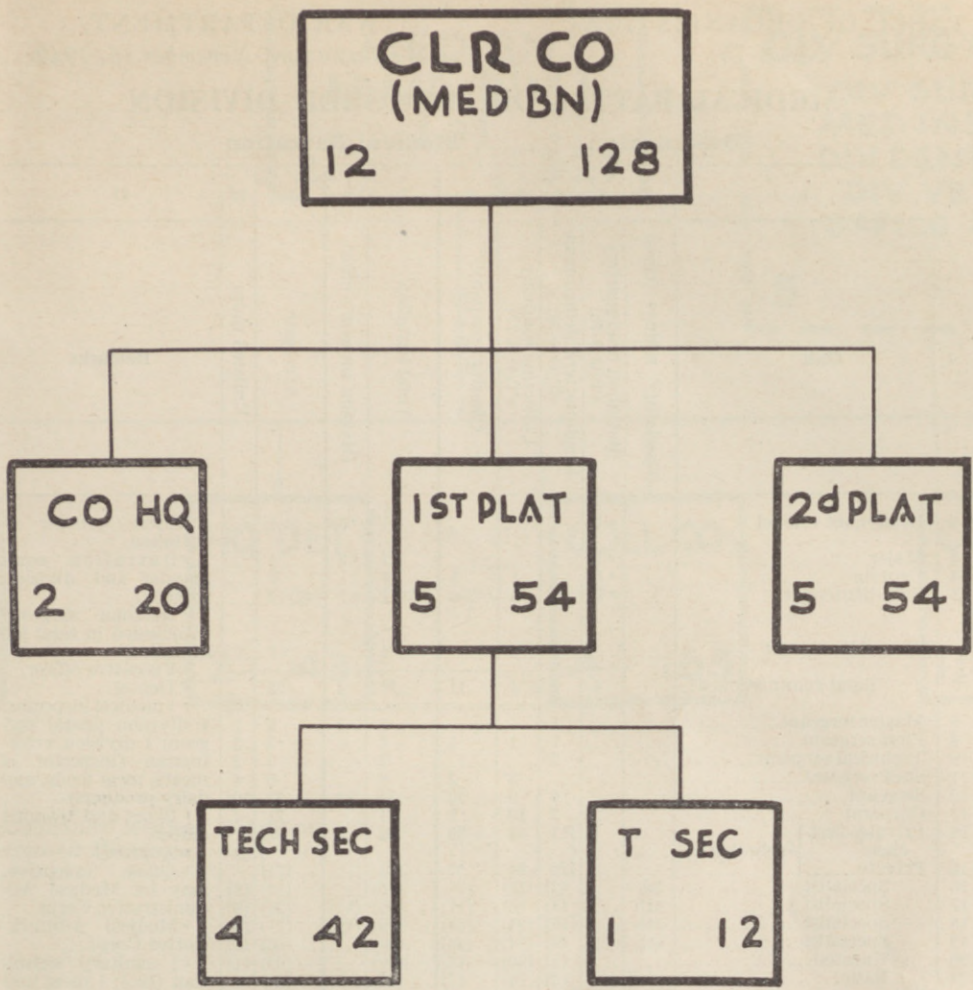 CLR CO
(MED BN)
12 128
CO HQ
2 20
1ST PLAT
5 54
2d PLAT
5 54
TECH SEC
4 42
T SEC
1 12